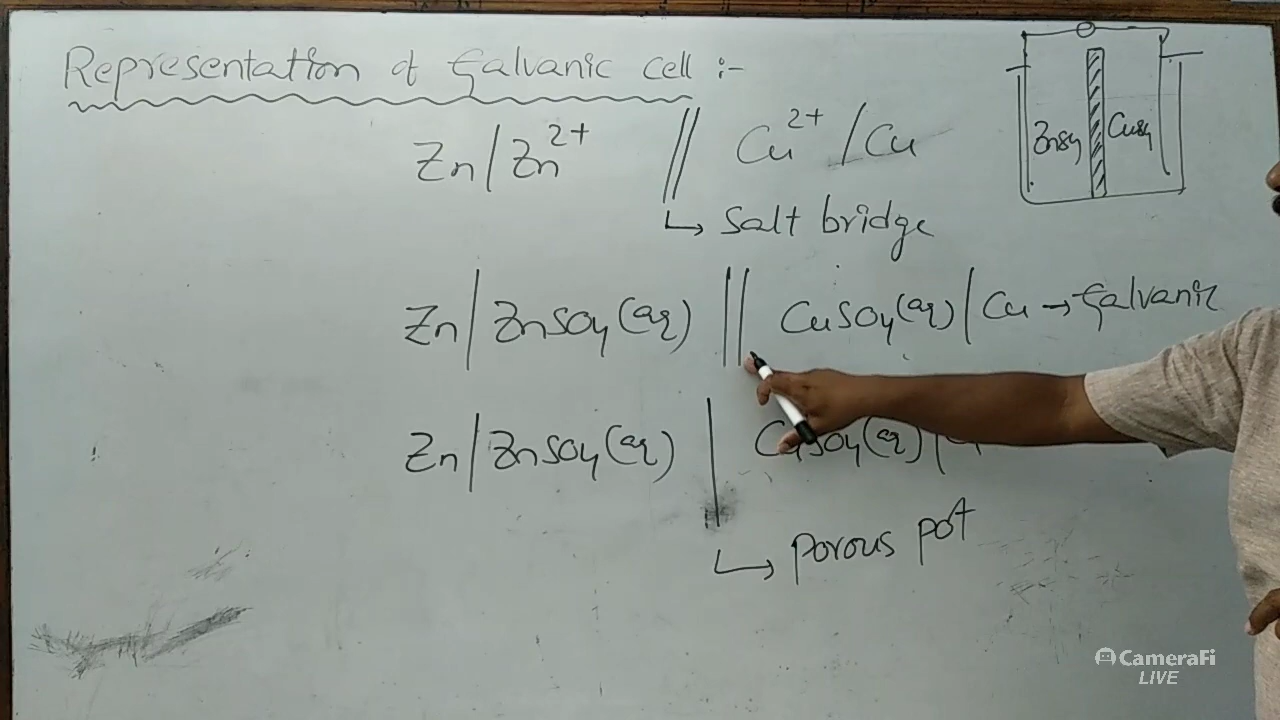 Representation of Galvanic cell :-
Zn/Zn²⁺ // Cu²⁺/Cu
↳ Salt bridge
ZnSO4 CuSO4
Zn|ZnSO4(aq) || CuSO4(aq)|Cu → Galvanic
Zn|ZnSO4(aq) | CuSO4(aq)|
↳ porous pot
CameraFi
LIVE